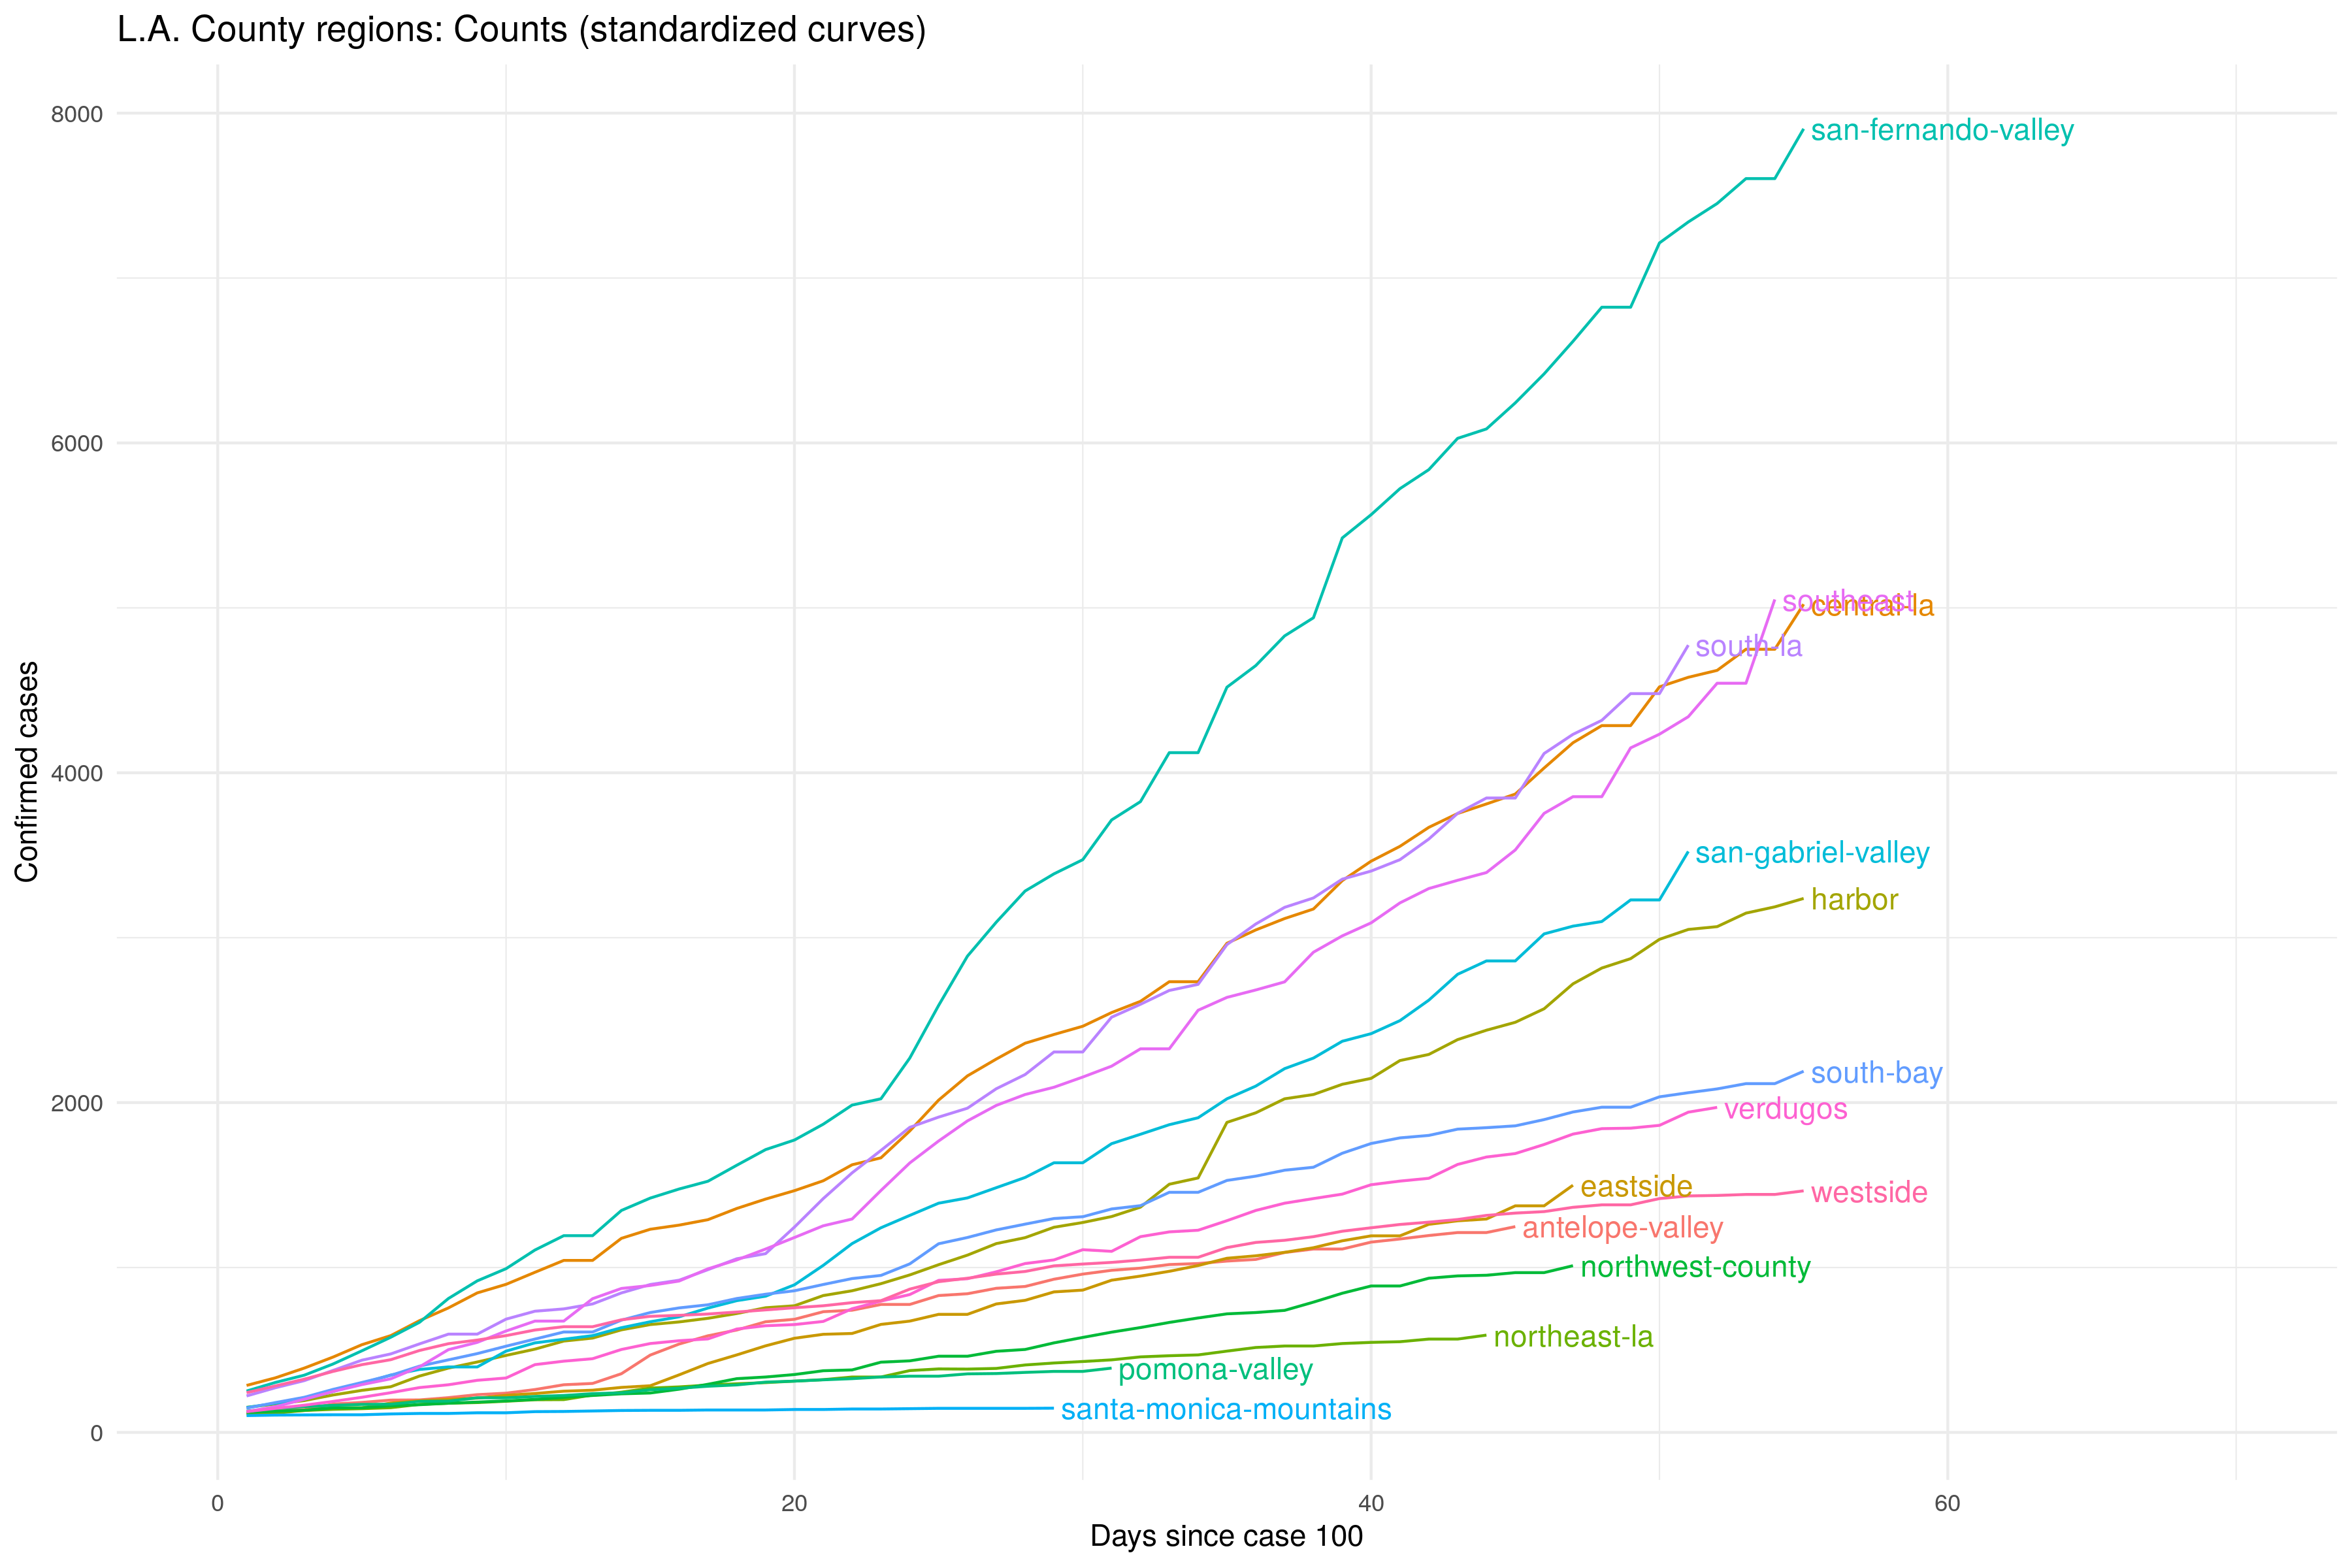 L.A. County regions: Counts (standardized curves)
8000
san-fernando-valley
6000
southeast
central-la
south-la
Confirmed cases
4000
san-gabriel-valley
harbor
south-bay
2000
verdugos
eastside
westside
antelope-valley
northwest-county
northeast-la
pomona-valley
santa-monica-mountains
0
0 20 40 60
Days since case 100